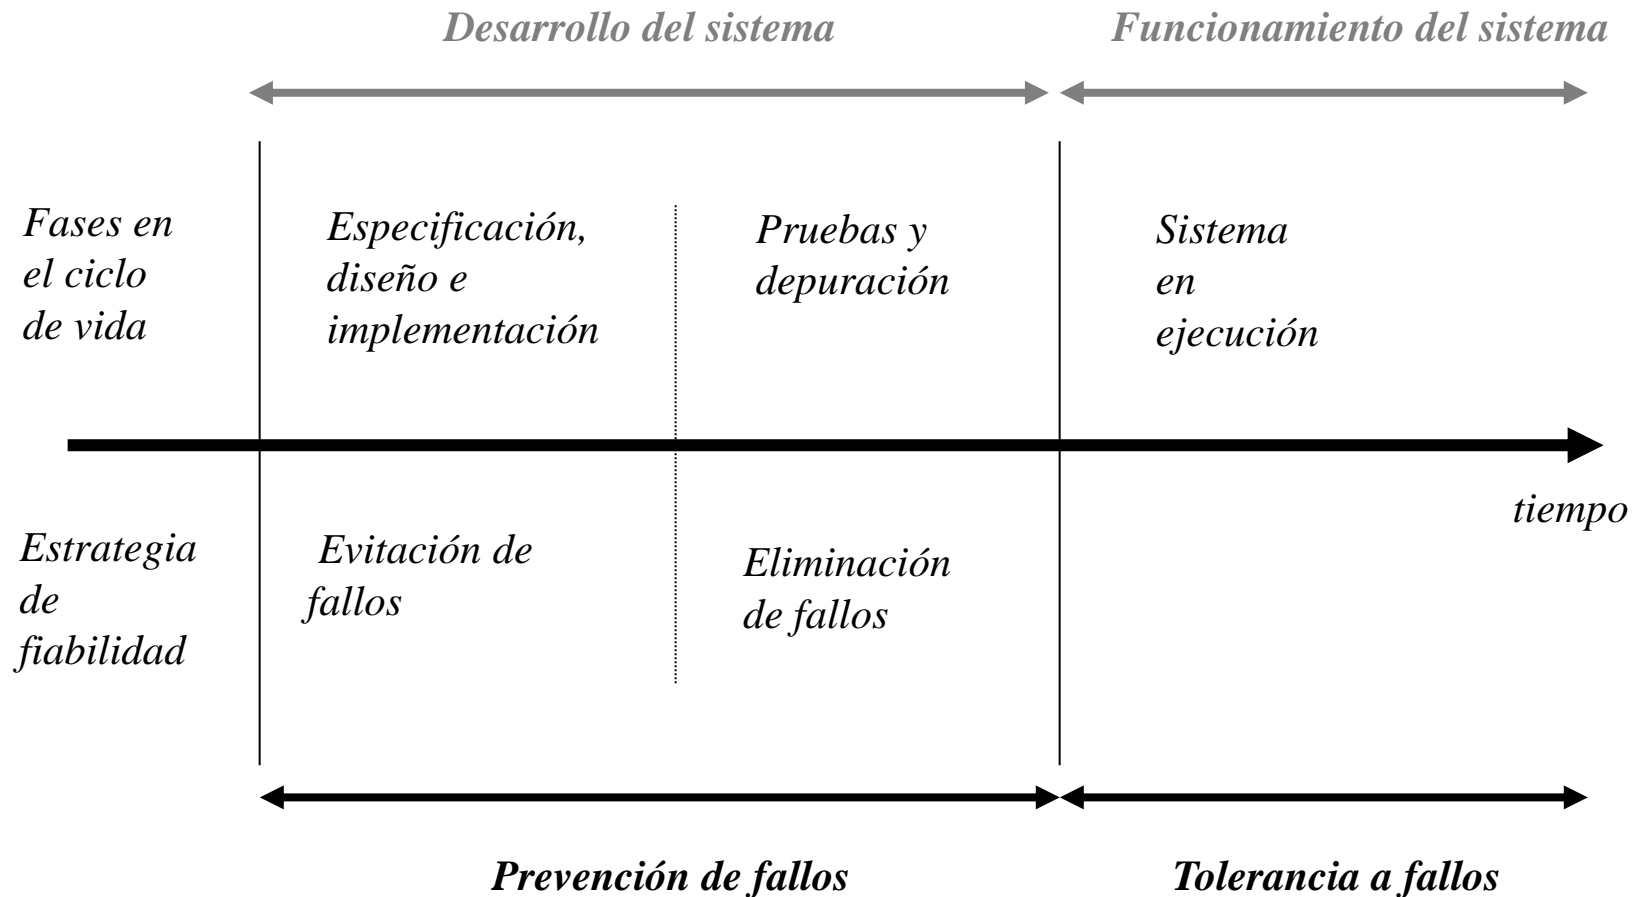 Desarrollo del sistema
Funcionamiento del sistema
Fases en
el ciclo
de vida
Especificación,
diseño e
implementación
Pruebas y
depuración
Sistema
en
ejecución
tiempo
Estrategia
de
fiabilidad
Evitación de
fallos
Eliminación
de fallos
Prevención de fallos
Tolerancia a fallos